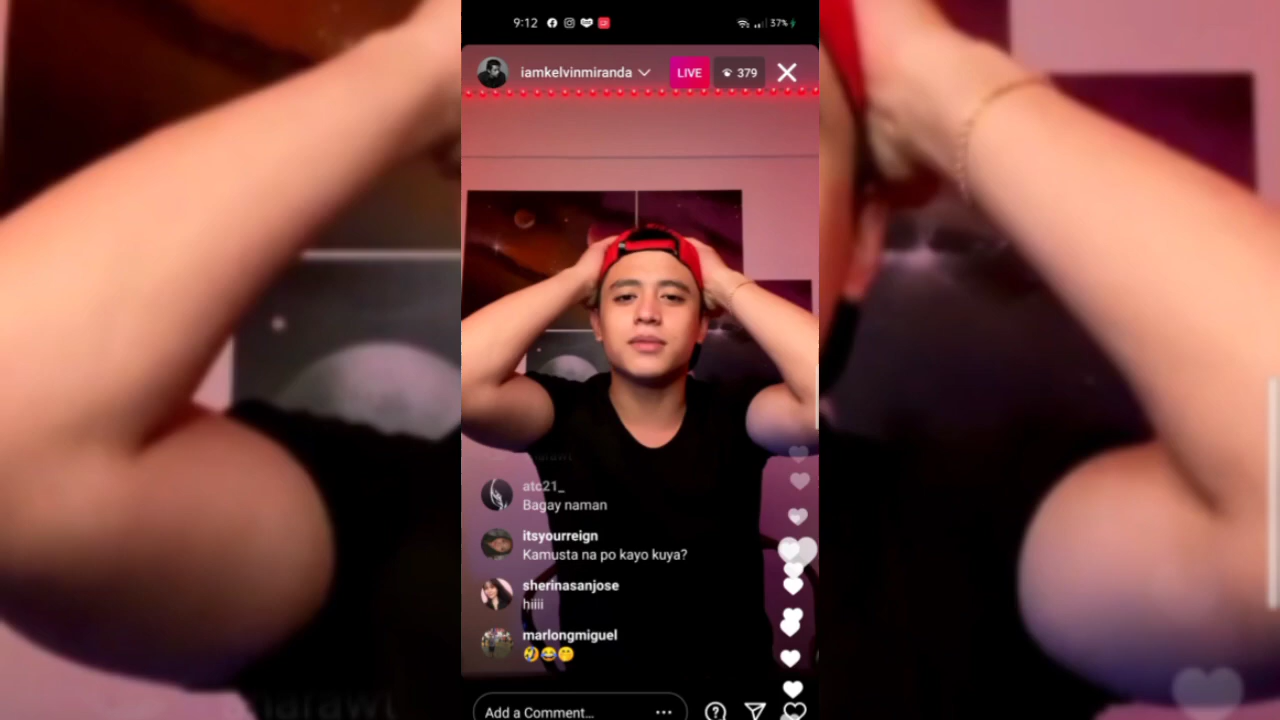 9:12
37%
iamkelvinmiranda
LIVE
379
atc21_
Bagay naman
itsyourreign
Kamusta na po kayo kuya?
sherinasanjose
hiiii
marlongmiguel
🤣😂🤭
Add a Comment...